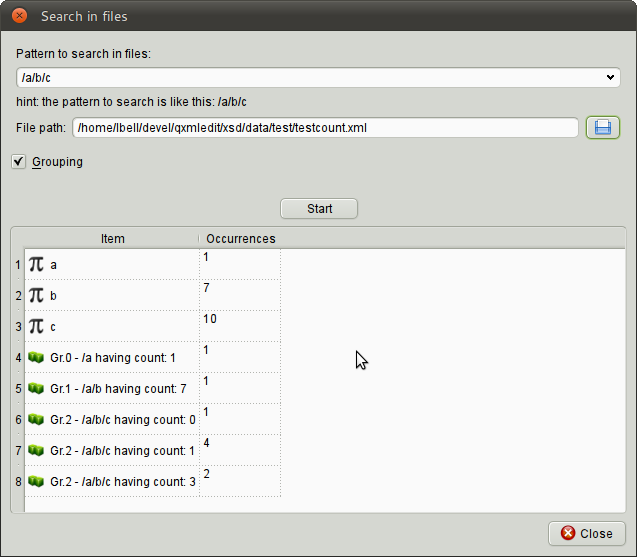 Search in files
Pattern to search in files:
/a/b/c
hint: the pattern to search is like this: /a/b/c
File path: /home/lbell/devel/qxmledit/xsd/data/test/testcount.xml
Grouping
Start
Item Occurrences
1 π a 1
2 π b 7
3 π c 10
4 Gr.0 - /a having count: 1 1
5 Gr.1 - /a/b having count: 7 1
6 Gr.2 - /a/b/c having count: 0 1
7 Gr.2 - /a/b/c having count: 1 4
8 Gr.2 - /a/b/c having count: 3 2
Close